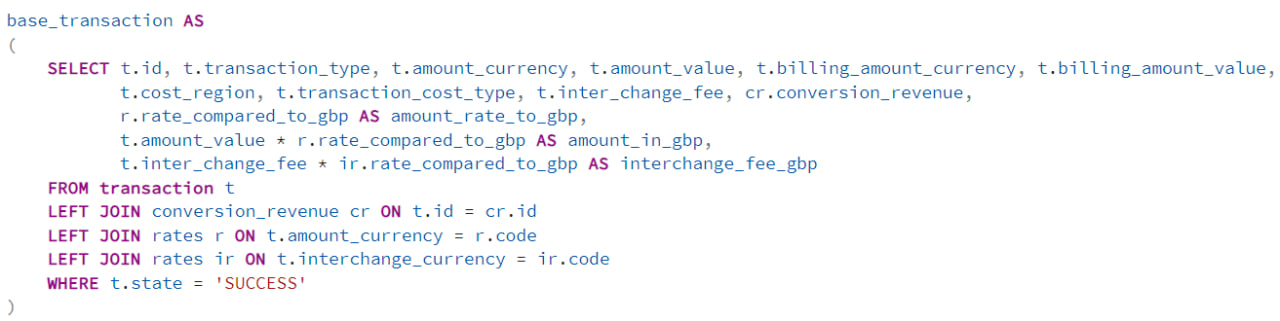 base_transaction AS
(
    SELECT t.id, t.transaction_type, t.amount_currency, t.amount_value, t.billing_amount_currency, t.billing_amount_value,
           t.cost_region, t.transaction_cost_type, t.inter_change_fee, cr.conversion_revenue,
           r.rate_compared_to_gbp AS amount_rate_to_gbp,
           t.amount_value * r.rate_compared_to_gbp AS amount_in_gbp,
           t.inter_change_fee * ir.rate_compared_to_gbp AS interchange_fee_gbp
    FROM transaction t
    LEFT JOIN conversion_revenue cr ON t.id = cr.id
    LEFT JOIN rates r ON t.amount_currency = r.code
    LEFT JOIN rates ir ON t.interchange_currency = ir.code
    WHERE t.state = 'SUCCESS'
)